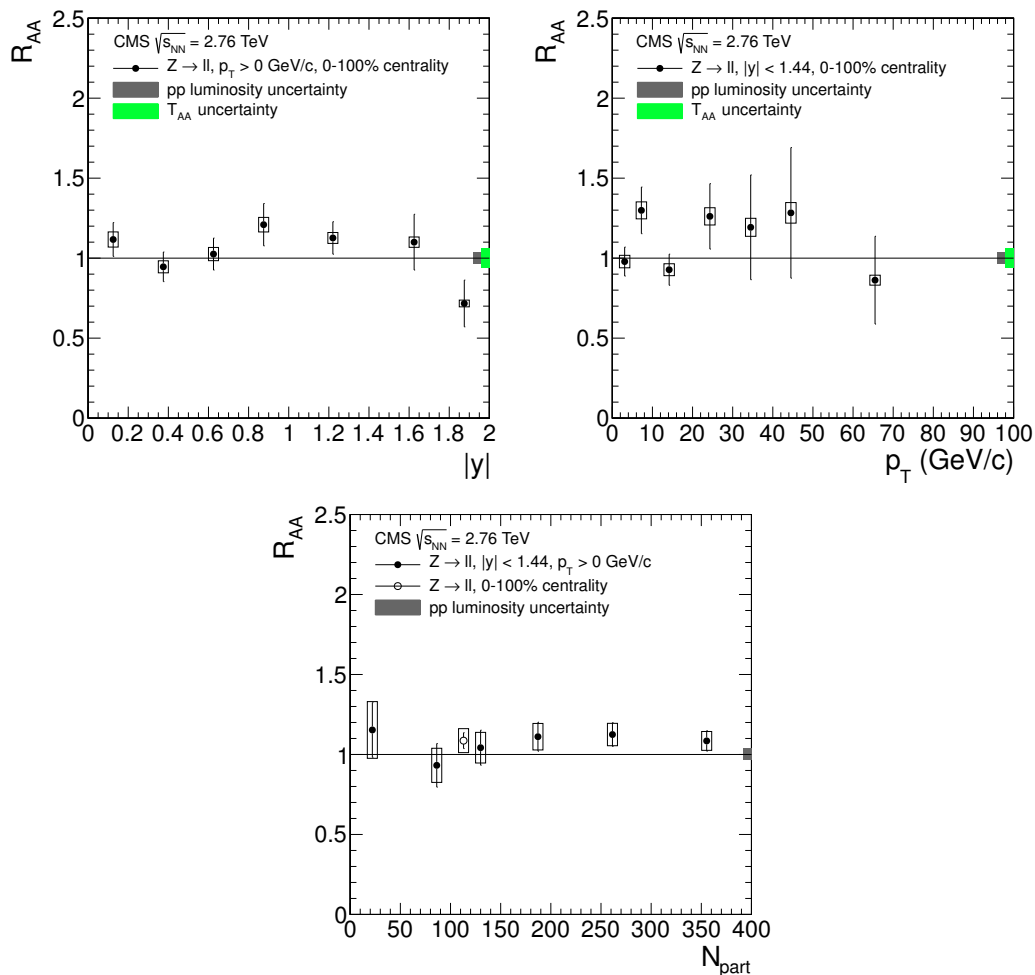 R_AA
2.5
2
1.5
1
0.5
0
CMS √s_NN = 2.76 TeV
Z → ll, p_T > 0 GeV/c, 0-100% centrality
pp luminosity uncertainty
T_AA uncertainty
0 0.2 0.4 0.6 0.8 1 1.2 1.4 1.6 1.8 2
|y|
R_AA
2.5
2
1.5
1
0.5
0
CMS √s_NN = 2.76 TeV
Z → ll, |y| < 1.44, 0-100% centrality
pp luminosity uncertainty
T_AA uncertainty
0 10 20 30 40 50 60 70 80 90 100
p_T (GeV/c)
R_AA
2.5
2
1.5
1
0.5
0
CMS √s_NN = 2.76 TeV
Z → ll, |y| < 1.44, p_T > 0 GeV/c
Z → ll, 0-100% centrality
pp luminosity uncertainty
0 50 100 150 200 250 300 350 400
N_part